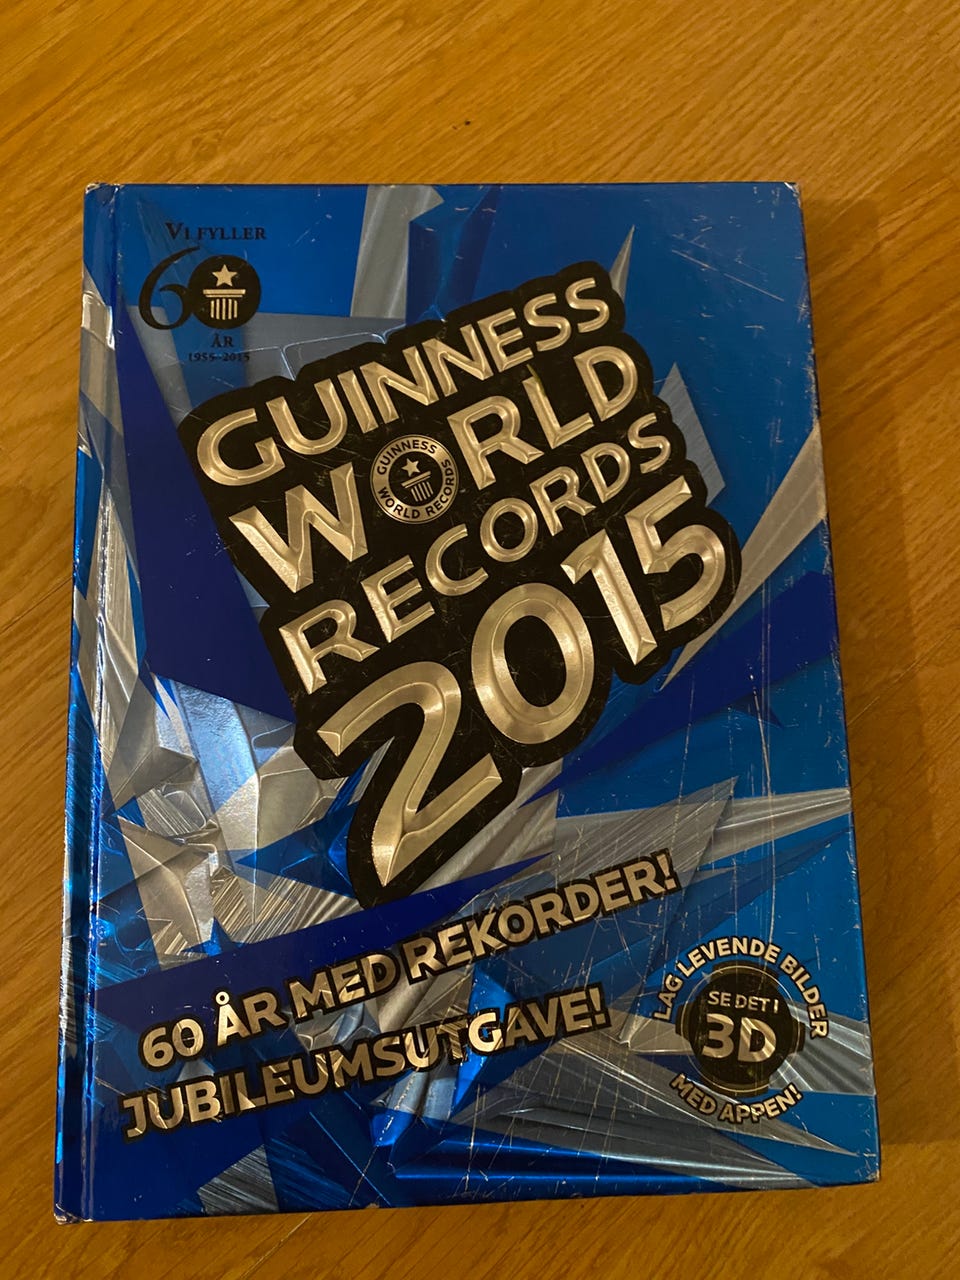 VI FYLLER
60
ÅR
1955-2015
GUINNESS
WORLD
RECORDS
2015
GUINNESS
WORLD RECORDS
60 ÅR MED REKORDER!
JUBILEUMSUTGAVE!
LAG LEVENDE BILDER
SE DET I
3D
MED APPEN!